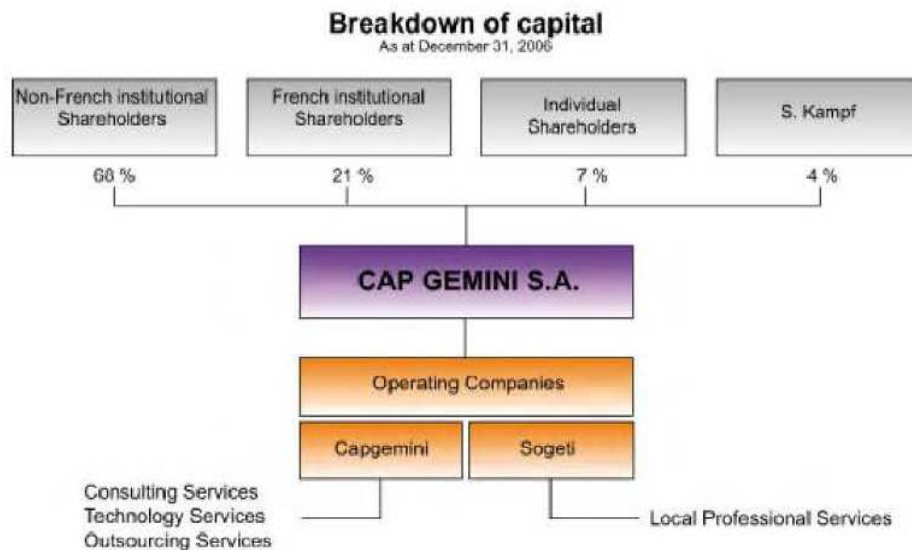 Breakdown of capital
As at December 31, 2006
Non-French institutional
Shareholders
French institutional
Shareholders
Individual
Shareholders
S. Kampf
68 %
21 %
7 %
4 %
CAP GEMINI S.A.
Operating Companies
Capgemini
Sogeti
Consulting Services
Technology Services
Outsourcing Services
Local Professional Services